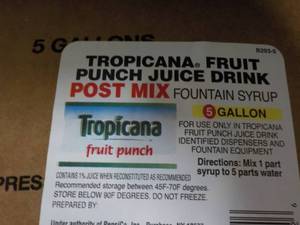 5 GALLONS
R293-5
TROPICANA® FRUIT
PUNCH JUICE DRINK
POST MIX FOUNTAIN SYRUP
5 GALLON
Tropicana
fruit punch
FOR USE ONLY IN TROPICANA
FRUIT PUNCH JUICE DRINK
IDENTIFIED DISPENSERS AND
FOUNTAIN EQUIPMENT
Directions: Mix 1 part
syrup to 5 parts water
CONTAINS 1% JUICE WHEN RECONSTITUTED AS RECOMMENDED
Recommended storage between 45F-70F degrees.
STORE BELOW 90F DEGREES. DO NOT FREEZE.
PREPARED BY:
Under authority of PepsiCo, Inc., Purchase, NY
PRES